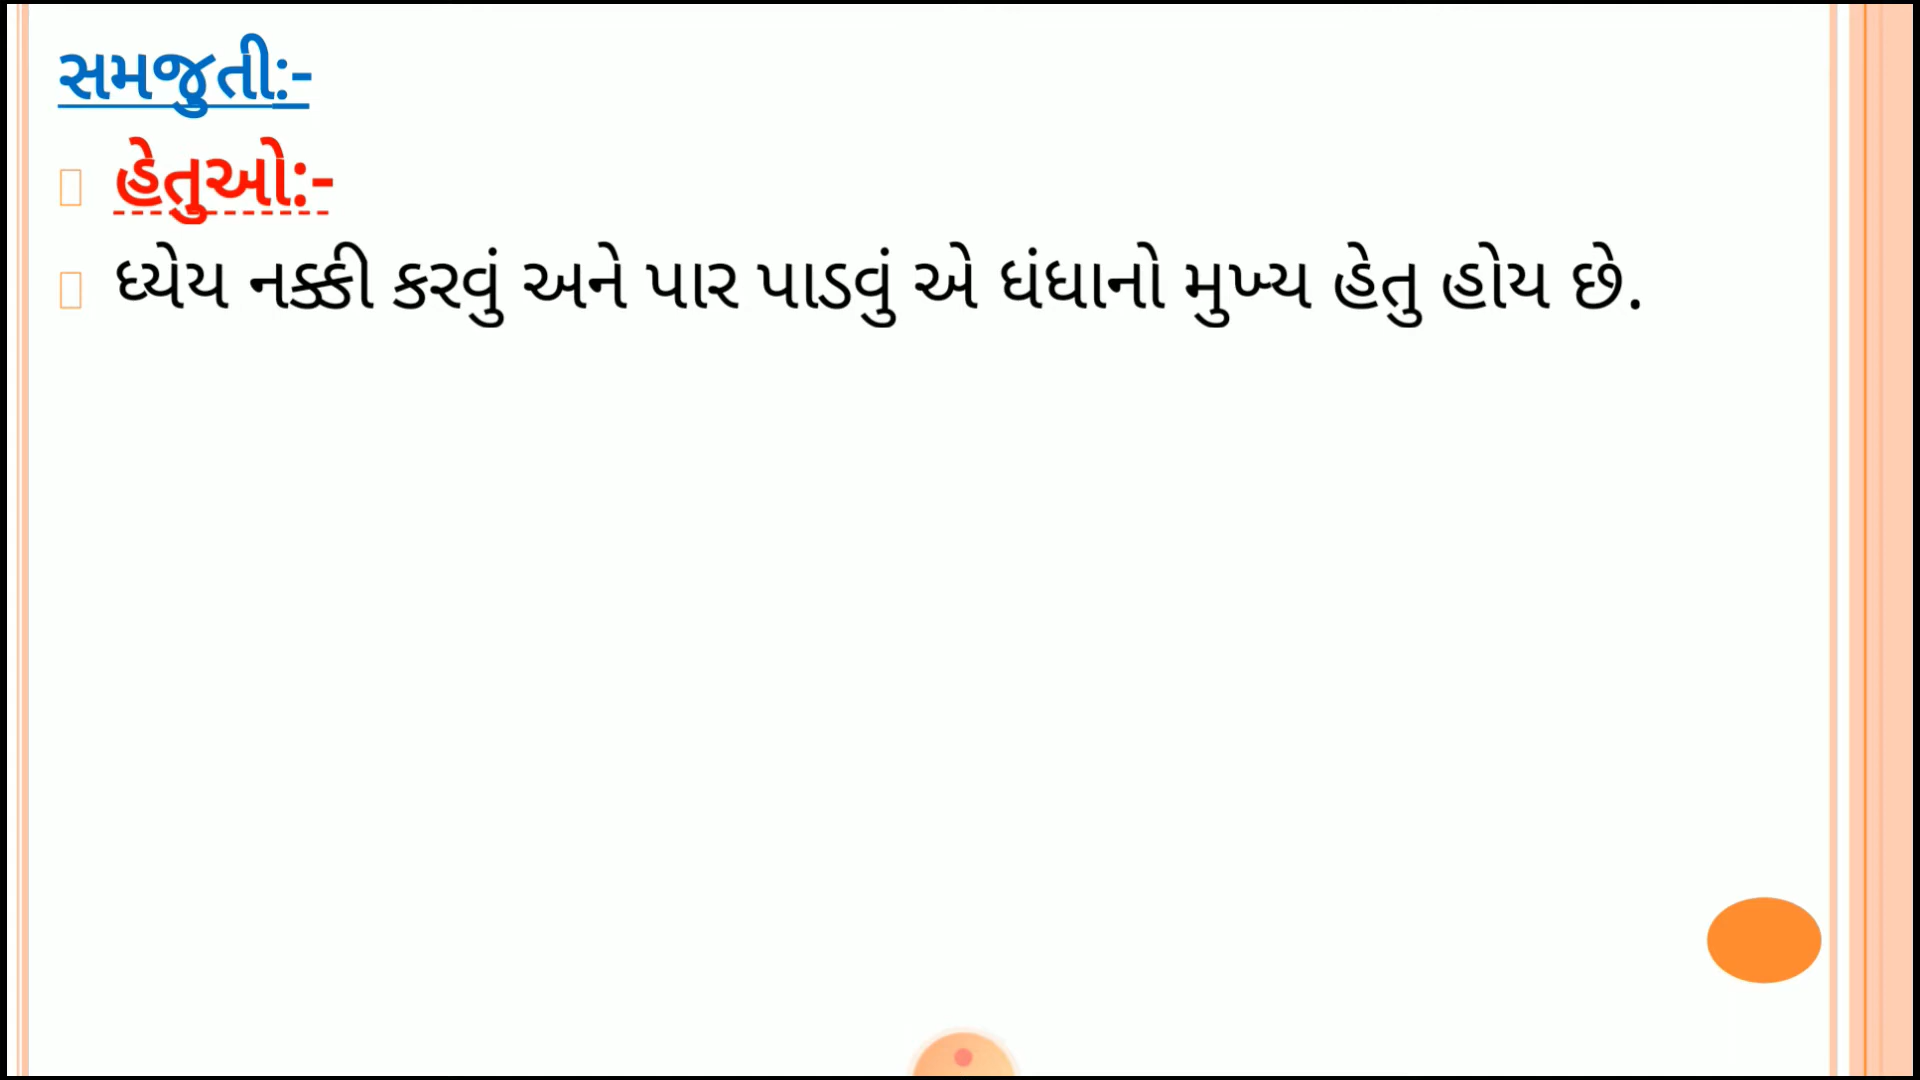 સમજુતી:-
હેતુઓ:-
ધ્યેય નક્કી કરવું અને પાર પાડવું એ ધંધાનો મુખ્ય હેતુ હોય છે.